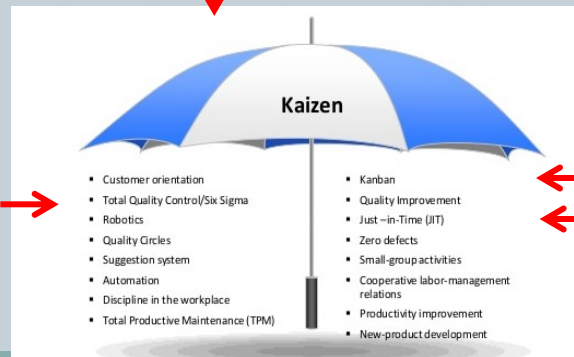 Kaizen
▪ Customer orientation
▪ Total Quality Control/Six Sigma
▪ Robotics
▪ Quality Circles
▪ Suggestion system
▪ Automation
▪ Discipline in the workplace
▪ Total Productive Maintenance (TPM)
▪ Kanban
▪ Quality Improvement
▪ Just –in-Time (JIT)
▪ Zero defects
▪ Small-group activities
▪ Cooperative labor-management
relations
▪ Productivity improvement
▪ New-product development